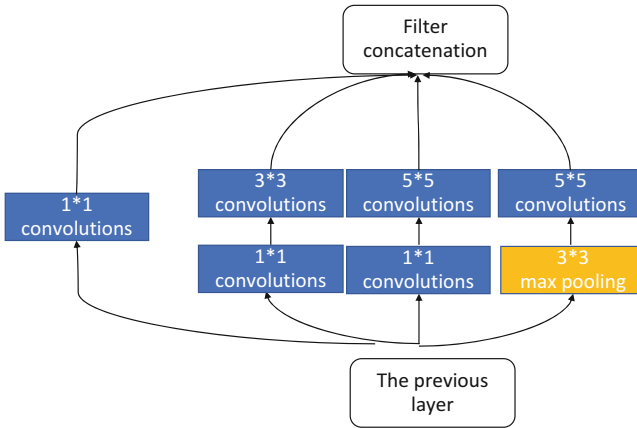 Filter
concatenation
3*3
convolutions
5*5
convolutions
5*5
convolutions
1*1
convolutions
1*1
convolutions
1*1
convolutions
3*3
max pooling
The previous
layer